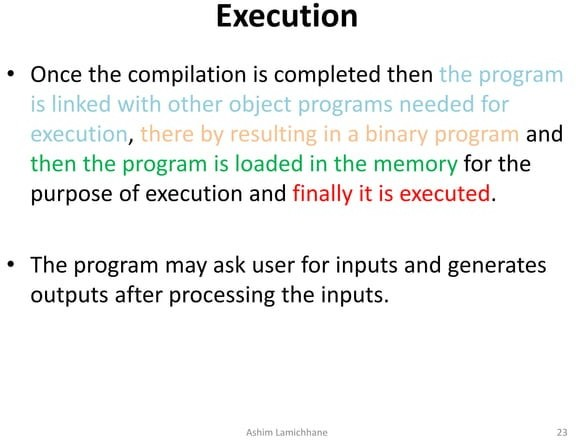 Execution
• Once the compilation is completed then the program
is linked with other object programs needed for
execution, there by resulting in a binary program and
then the program is loaded in the memory for the
purpose of execution and finally it is executed.
• The program may ask user for inputs and generates
outputs after processing the inputs.
Ashim Lamichhane 23